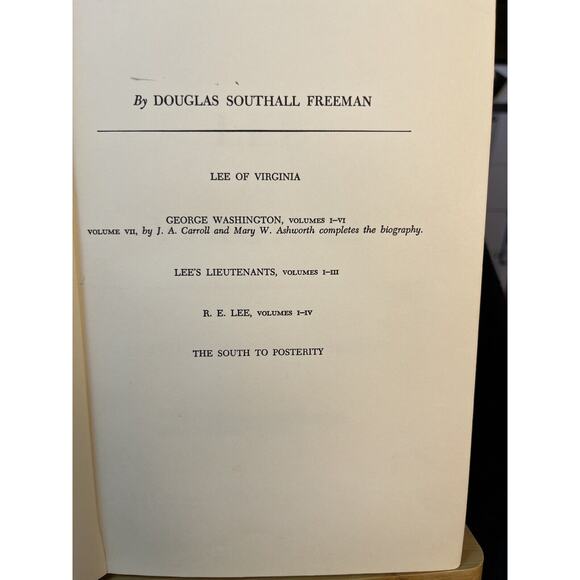 By DOUGLAS SOUTHALL FREEMAN
LEE OF VIRGINIA
GEORGE WASHINGTON, VOLUMES I–VI
VOLUME VII, by J. A. Carroll and Mary W. Ashworth completes the biography.
LEE'S LIEUTENANTS, VOLUMES I–III
R. E. LEE, VOLUMES I–IV
THE SOUTH TO POSTERITY